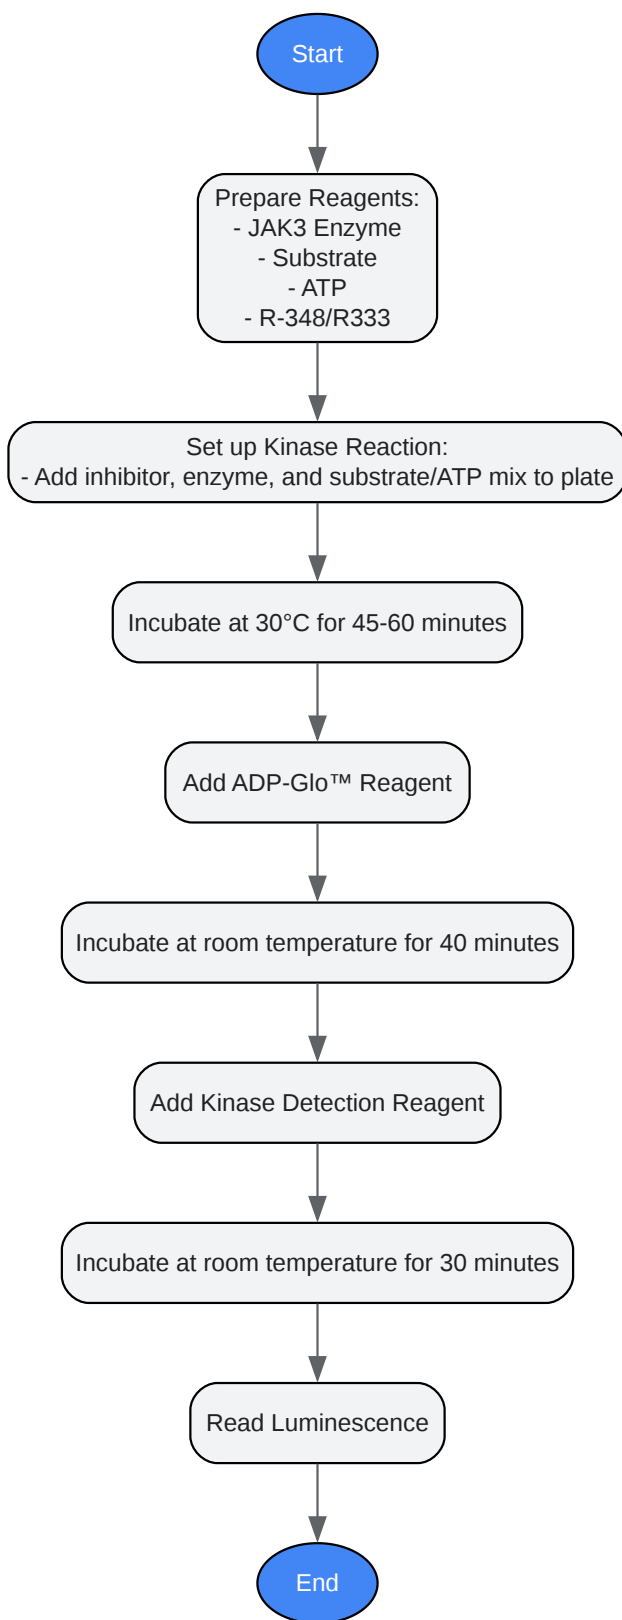 Start
Prepare Reagents:
- JAK3 Enzyme
- Substrate
- ATP
- R-348/R333
Set up Kinase Reaction:
- Add inhibitor, enzyme, and substrate/ATP mix to plate
Incubate at 30°C for 45-60 minutes
Add ADP-Glo™ Reagent
Incubate at room temperature for 40 minutes
Add Kinase Detection Reagent
Incubate at room temperature for 30 minutes
Read Luminescence
End